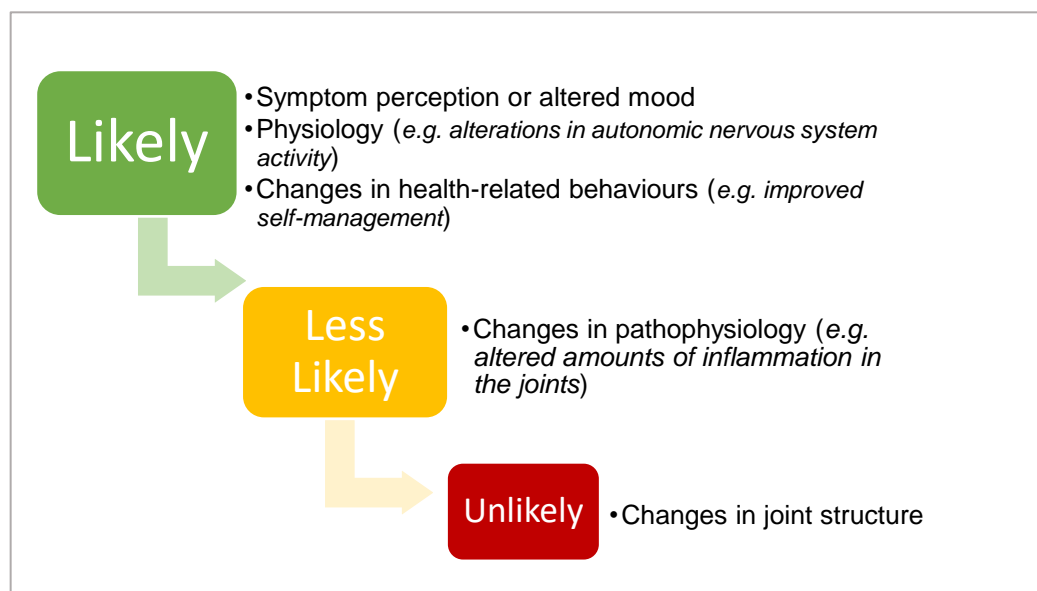 Likely
•Symptom perception or altered mood
•Physiology (e.g. alterations in autonomic nervous system
activity)
•Changes in health-related behaviours (e.g. improved
self-management)
Less
Likely
•Changes in pathophysiology (e.g.
altered amounts of inflammation in
the joints)
Unlikely
•Changes in joint structure